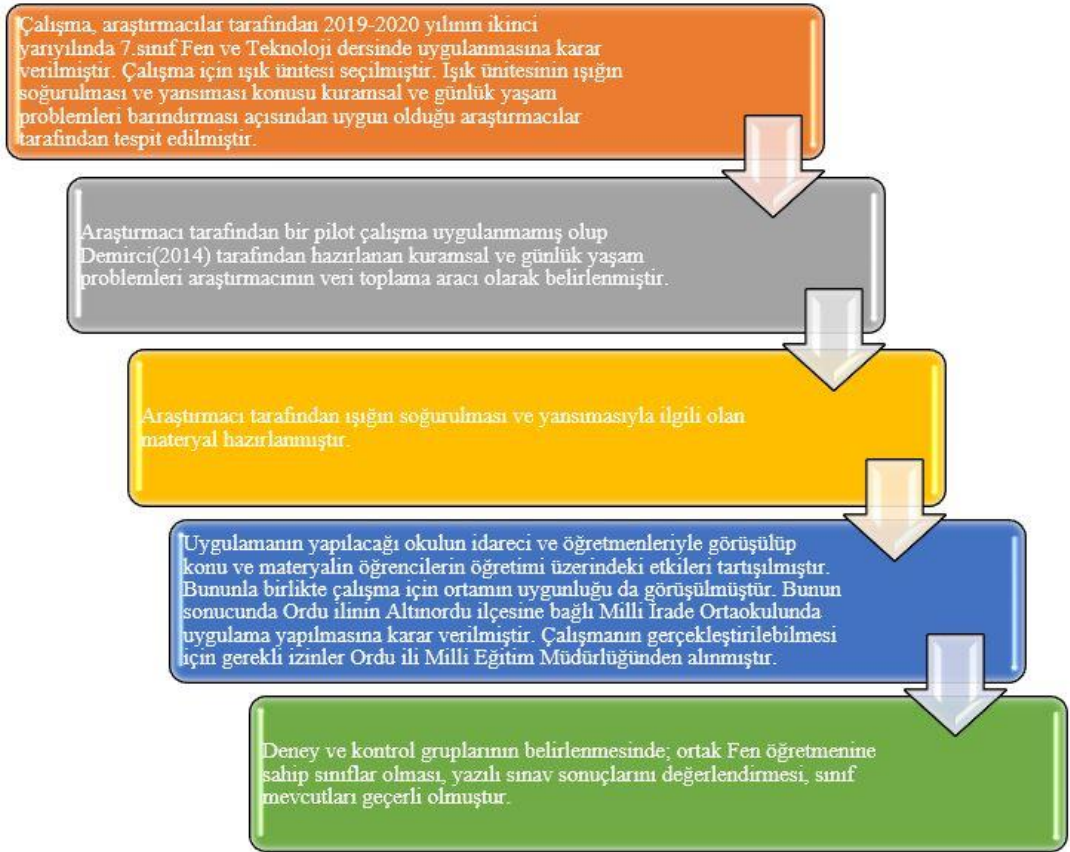 Çalışma, araştırmacılar tarafından 2019-2020 yılının ikinci
yarıyılında 7.sınıf Fen ve Teknoloji dersinde uygulanmasına karar
verilmiştir. Çalışma için ışık ünitesi seçilmiştir. Işık ünitesinin ışığın
soğurulması ve yansıması konusu kuramsal ve günlük yaşam
problemleri barındırması açısından uygun olduğu araştırmacılar
tarafından tespit edilmiştir.
Araştırmacı tarafından bir pilot çalışma uygulanmamış olup
Demirci(2014) tarafından hazırlanan kuramsal ve günlük yaşam
problemleri araştırmacının veri toplama aracı olarak belirlenmiştir.
Araştırmacı tarafından ışığın soğurulması ve yansımasıyla ilgili olan
materyal hazırlanmıştır.
Uygulamanın yapılacağı okulun idareci ve öğretmenleriyle görüşülüp
konu ve materyalin öğrencilerin öğretimi üzerindeki etkileri tartışılmıştır.
Bununla birlikte çalışma için ortamın uygunluğu da görüşülmüştür. Bunun
sonucunda Ordu ilinin Altınordu ilçesine bağlı Milli İrade Ortaokulunda
uygulama yapılmasına karar verilmiştir. Çalışmanın gerçekleştirilebilmesi
için gerekli izinler Ordu ili Milli Eğitim Müdürlüğünden alınmıştır.
Deney ve kontrol gruplarının belirlenmesinde; ortak Fen öğretmenine
sahip sınıflar olması, yazılı sınav sonuçlarını değerlendirmesi, sınıf
mevcutları geçerli olmuştur.